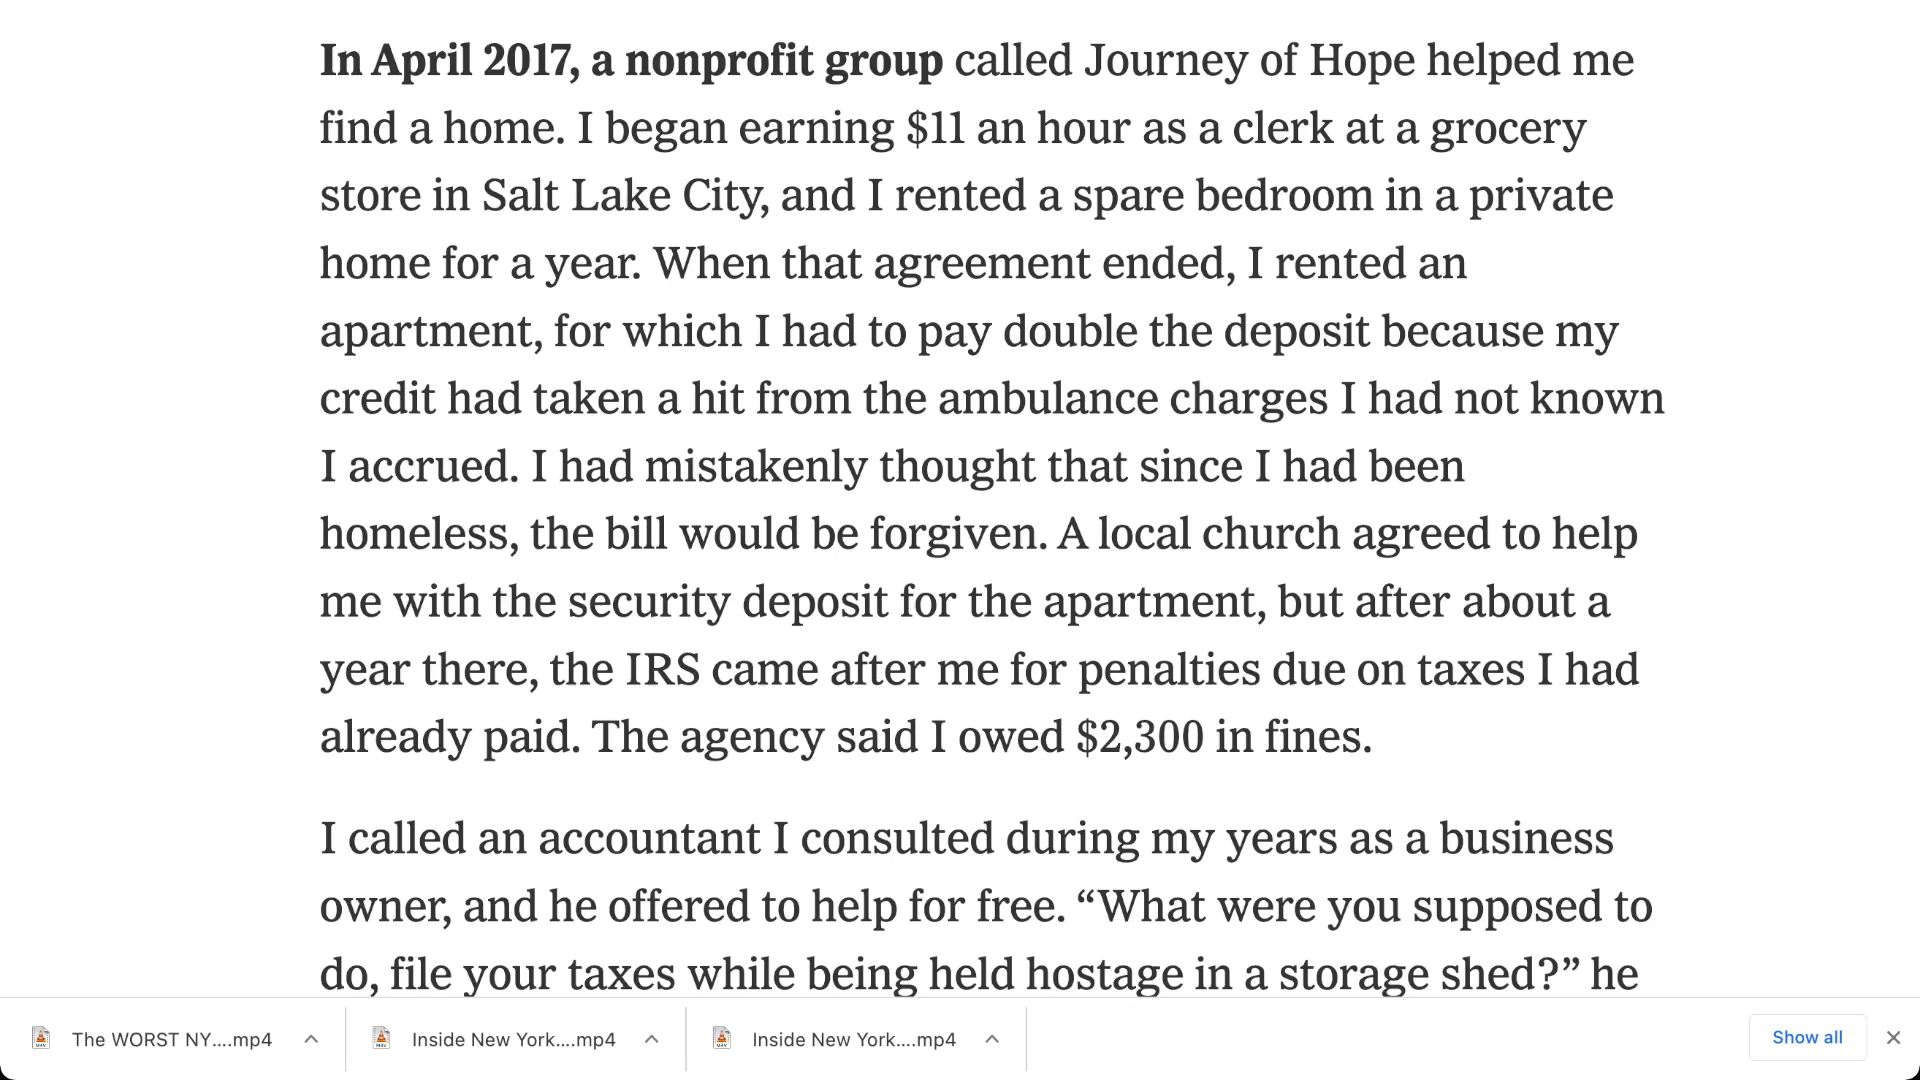 In April 2017, a nonprofit group called Journey of Hope helped me
find a home. I began earning $11 an hour as a clerk at a grocery
store in Salt Lake City, and I rented a spare bedroom in a private
home for a year. When that agreement ended, I rented an
apartment, for which I had to pay double the deposit because my
credit had taken a hit from the ambulance charges I had not known
I accrued. I had mistakenly thought that since I had been
homeless, the bill would be forgiven. A local church agreed to help
me with the security deposit for the apartment, but after about a
year there, the IRS came after me for penalties due on taxes I had
already paid. The agency said I owed $2,300 in fines.
I called an accountant I consulted during my years as a business
owner, and he offered to help for free. “What were you supposed to
do, file your taxes while being held hostage in a storage shed?” he
The WORST NY....mp4
Inside New York....mp4
Inside New York....mp4
Show all